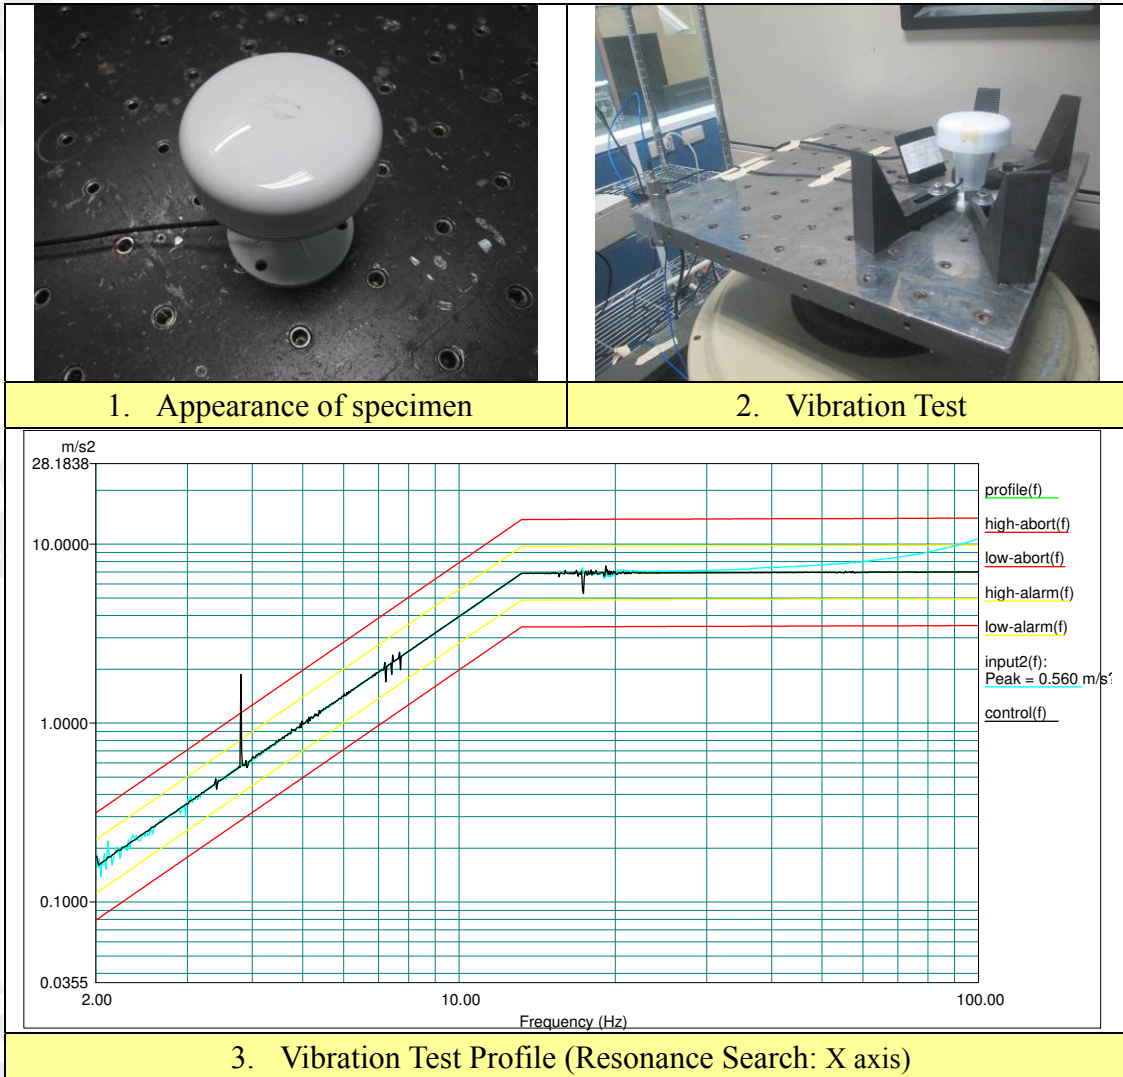 1. Appearance of specimen
2. Vibration Test
m/s2
28.1838
10.0000
1.0000
0.1000
0.0355
2.00
10.00
100.00
Frequency (Hz)
profile(f)
high-abort(f)
low-abort(f)
high-alarm(f)
low-alarm(f)
input2(f):
Peak = 0.560 m/s?
control(f)
3. Vibration Test Profile (Resonance Search: X axis)